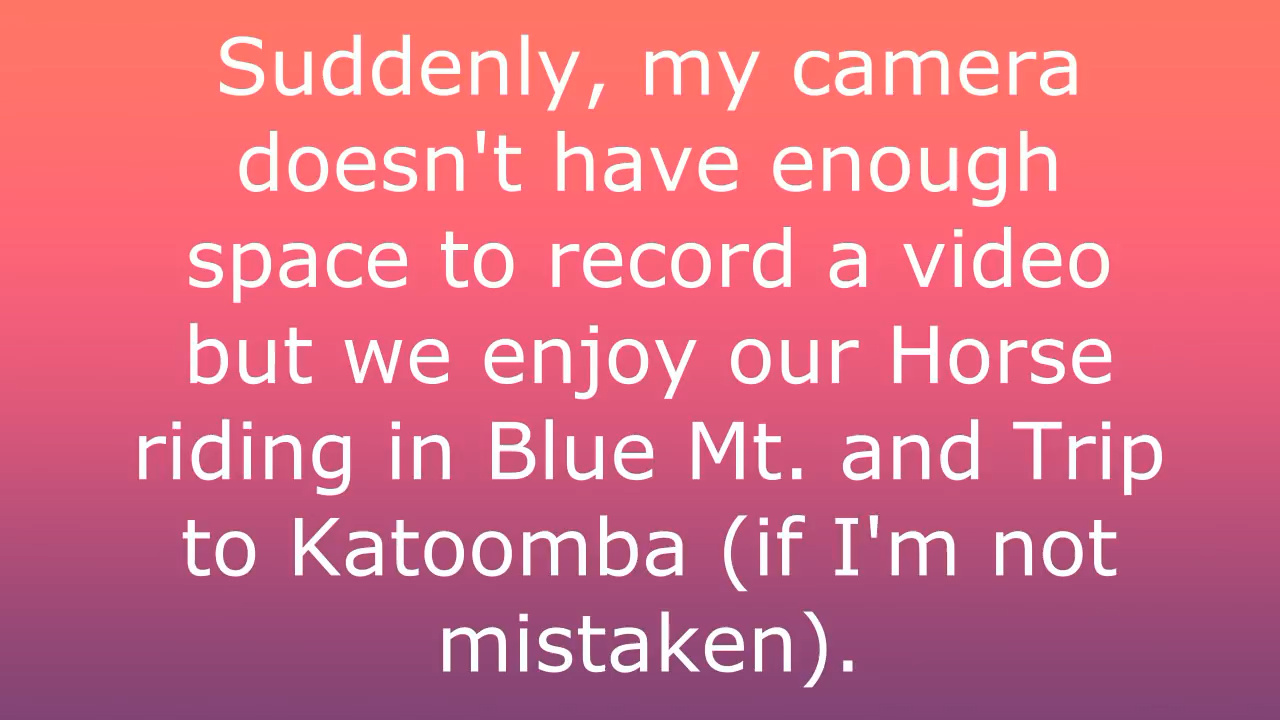 Suddenly, my camera
doesn't have enough
space to record a video
but we enjoy our Horse
riding in Blue Mt. and Trip
to Katoomba (if I'm not
mistaken).